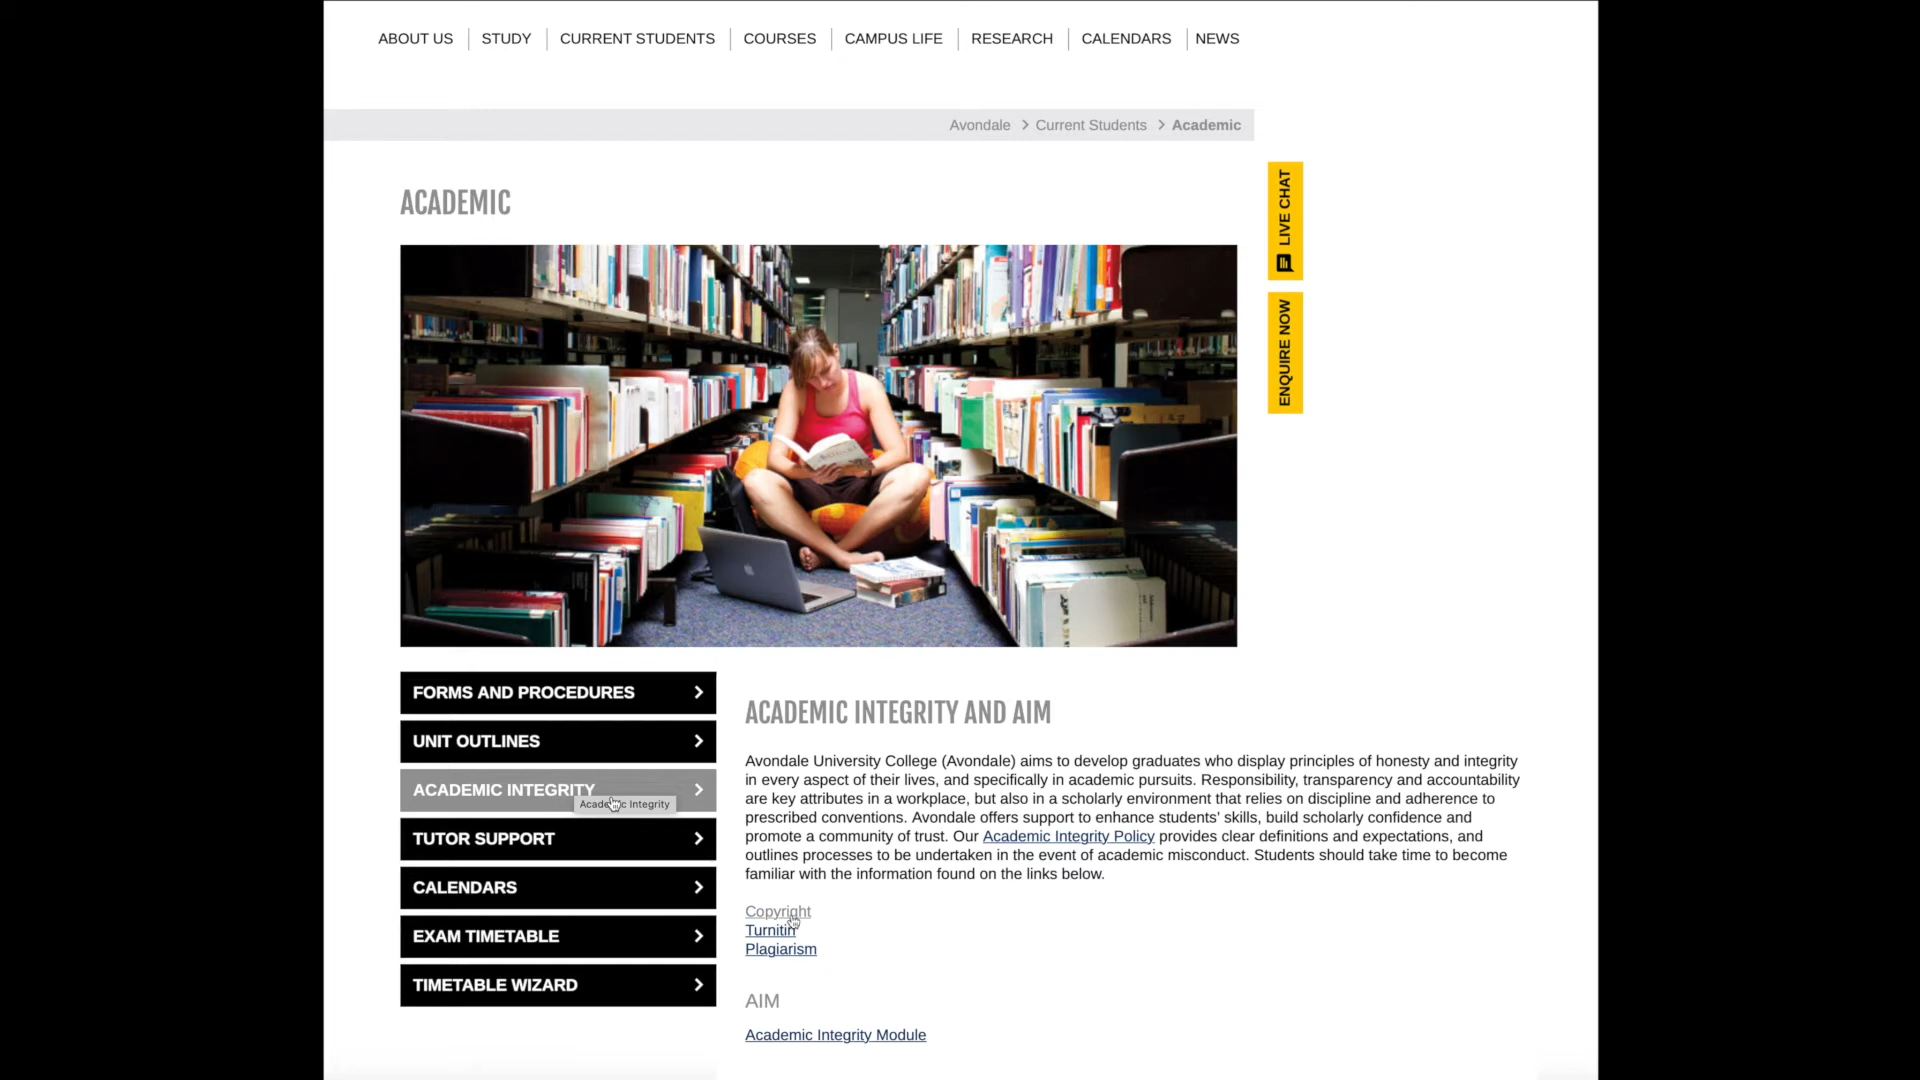 ABOUT US
STUDY
CURRENT STUDENTS
COURSES
CAMPUS LIFE
RESEARCH
CALENDARS
NEWS
Avondale > Current Students > Academic
LIVE CHAT
ENQUIRE NOW
ACADEMIC
FORMS AND PROCEDURES
UNIT OUTLINES
ACADEMIC INTEGRITY
Academic Integrity
TUTOR SUPPORT
CALENDARS
EXAM TIMETABLE
TIMETABLE WIZARD
ACADEMIC INTEGRITY AND AIM
Avondale University College (Avondale) aims to develop graduates who display principles of honesty and integrity
in every aspect of their lives, and specifically in academic pursuits. Responsibility, transparency and accountability
are key attributes in a workplace, but also in a scholarly environment that relies on discipline and adherence to
prescribed conventions. Avondale offers support to enhance students' skills, build scholarly confidence and
promote a community of trust. Our Academic Integrity Policy provides clear definitions and expectations, and
outlines processes to be undertaken in the event of academic misconduct. Students should take time to become
familiar with the information found on the links below.
Copyright
Turnitin
Plagiarism
AIM
Academic Integrity Module